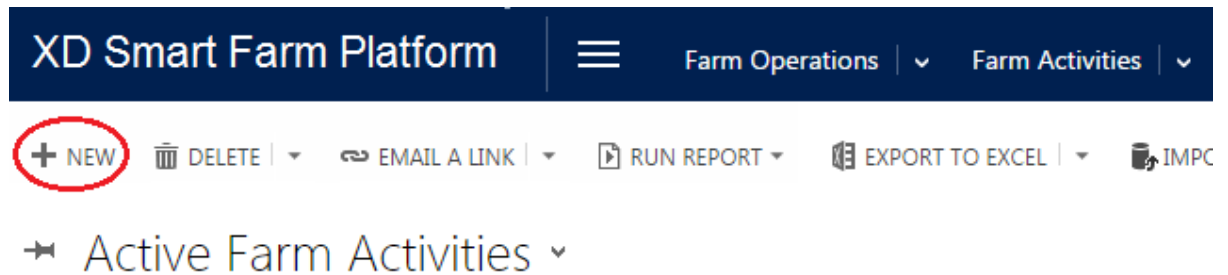 XD Smart Farm Platform Farm Operations Farm Activities
NEW DELETE EMAIL A LINK RUN REPORT EXPORT TO EXCEL IMPO
Active Farm Activities